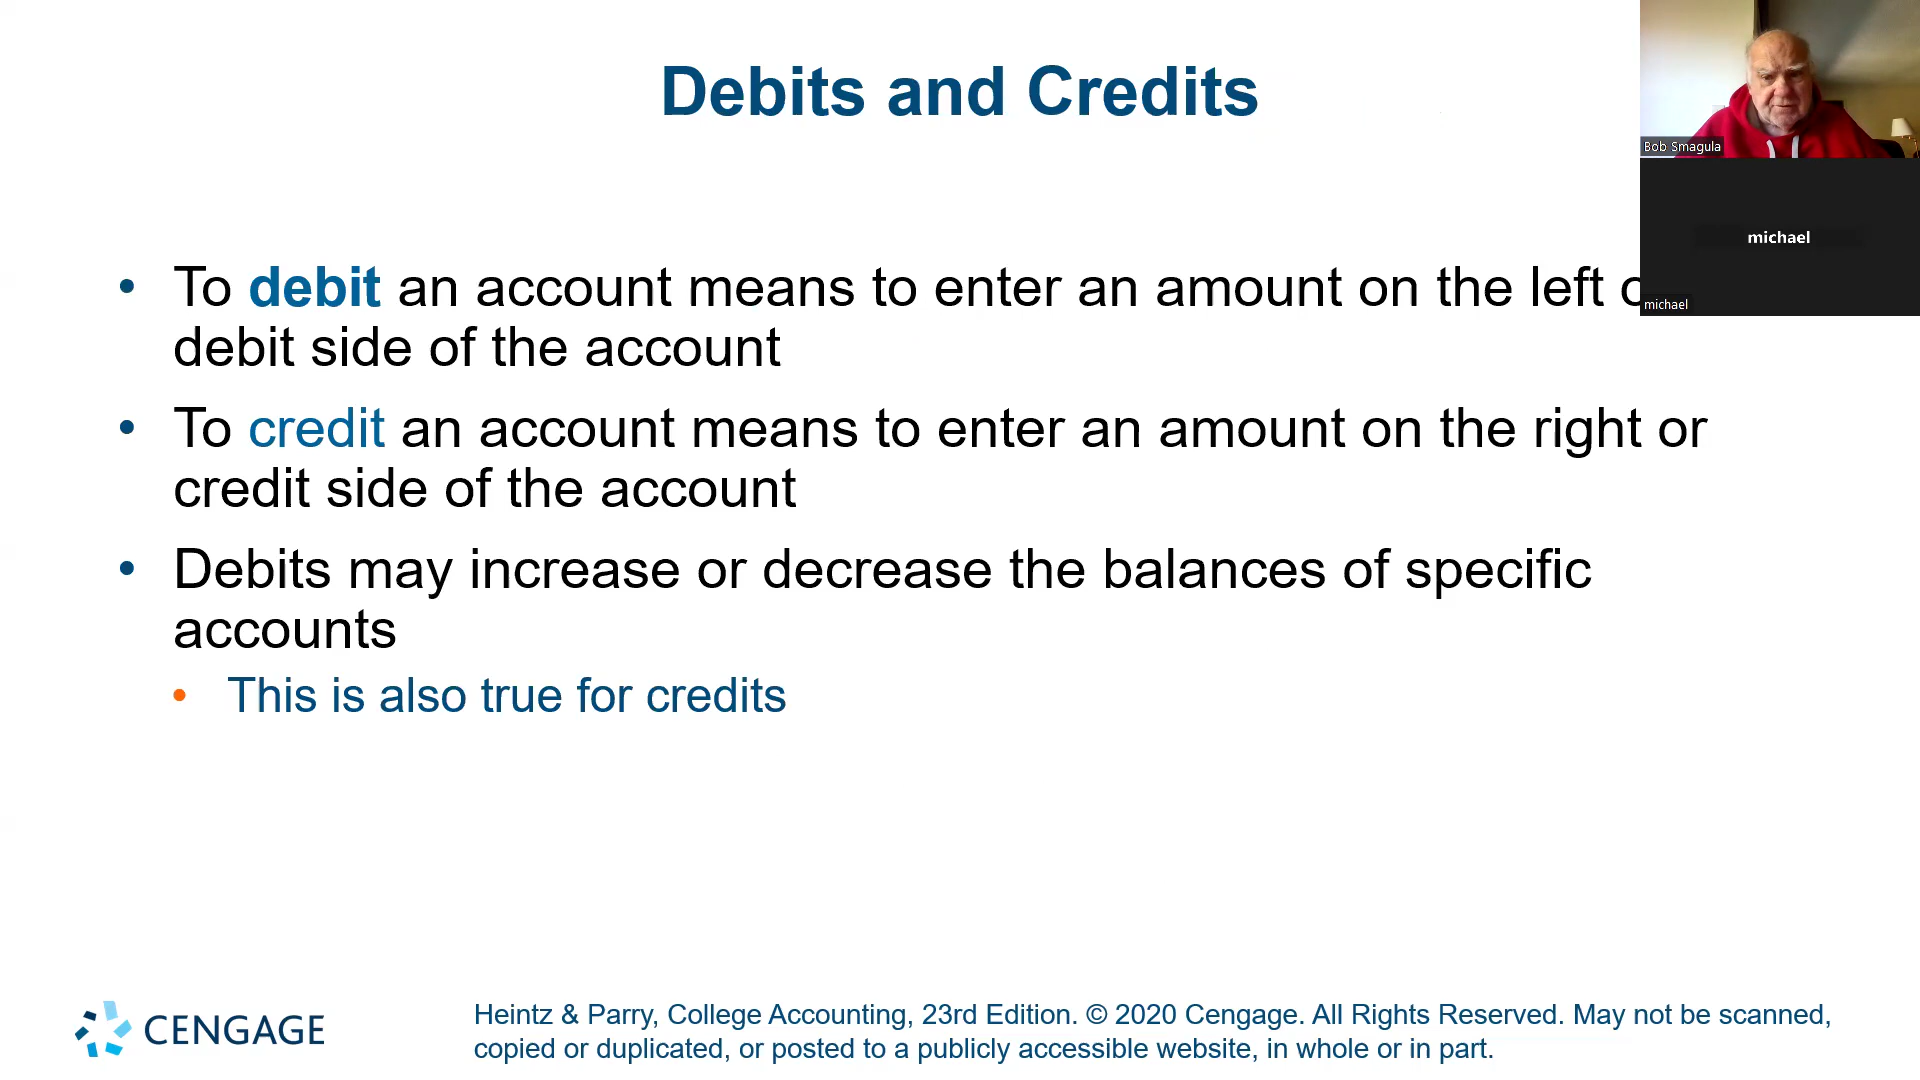 Debits and Credits
Bob Smagula
michael
michael
• To debit an account means to enter an amount on the left
debit side of the account
• To credit an account means to enter an amount on the right or
credit side of the account
• Debits may increase or decrease the balances of specific
accounts
• This is also true for credits
CENGAGE
Heintz & Parry, College Accounting, 23rd Edition. © 2020 Cengage. All Rights Reserved. May not be scanned,
copied or duplicated, or posted to a publicly accessible website, in whole or in part.